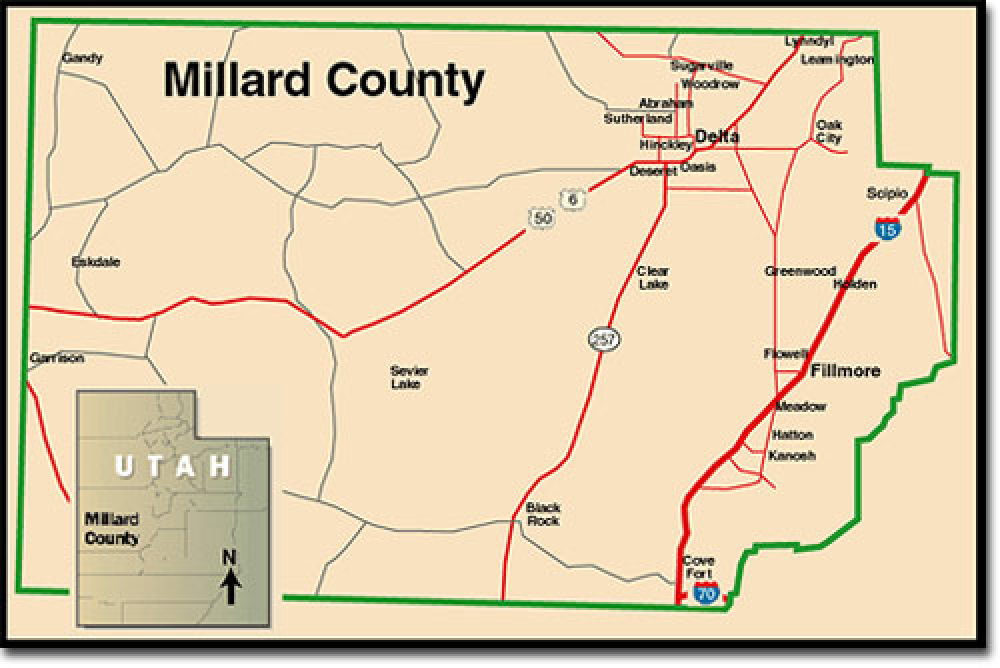 Lynndyl
Gandy
Leamington
Sugarville
Millard County
Woodrow
Abraham
Sutherland
Oak
City
Delta
Hinckley
Deseret
Oasis
Scipio
6
50
15
Eskdale
Clear
Lake
Greenwood
Holden
257
Garrison
Flowell
Fillmore
Sevier
Lake
Meadow
Hatton
Kanosh
UTAH
Millard
County
N
Black
Rock
Cove
Fort
70